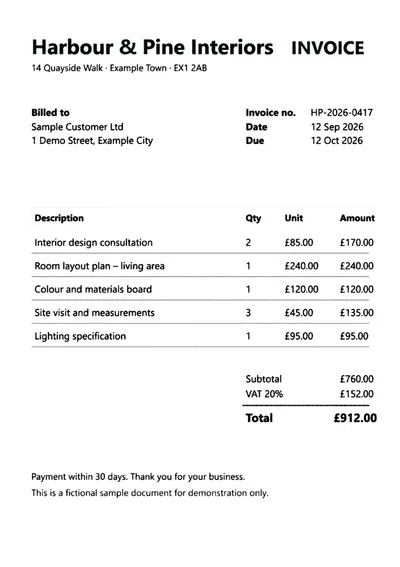 Harbour & Pine Interiors INVOICE
14 Quayside Walk · Example Town · EX1 2AB
Billed to Invoice no. HP-2026-0417
Sample Customer Ltd Date 12 Sep 2026
1 Demo Street, Example City Due 12 Oct 2026
Description Qty Unit Amount
Interior design consultation 2 £85.00 £170.00
Room layout plan – living area 1 £240.00 £240.00
Colour and materials board 1 £120.00 £120.00
Site visit and measurements 3 £45.00 £135.00
Lighting specification 1 £95.00 £95.00
Subtotal £760.00
VAT 20% £152.00
Total £912.00
Payment within 30 days. Thank you for your business.
This is a fictional sample document for demonstration only.